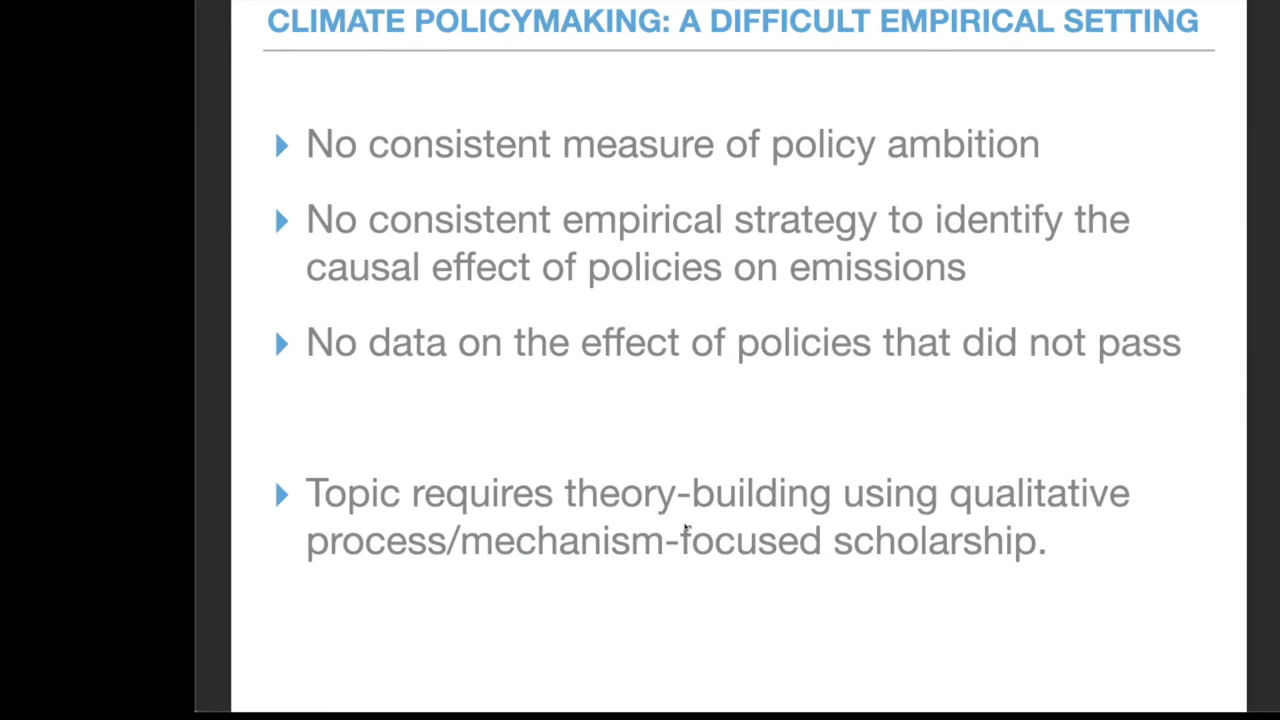 CLIMATE POLICYMAKING: A DIFFICULT EMPIRICAL SETTING
No consistent measure of policy ambition
No consistent empirical strategy to identify the
causal effect of policies on emissions
No data on the effect of policies that did not pass
Topic requires theory-building using qualitative
process/mechanism-focused scholarship.